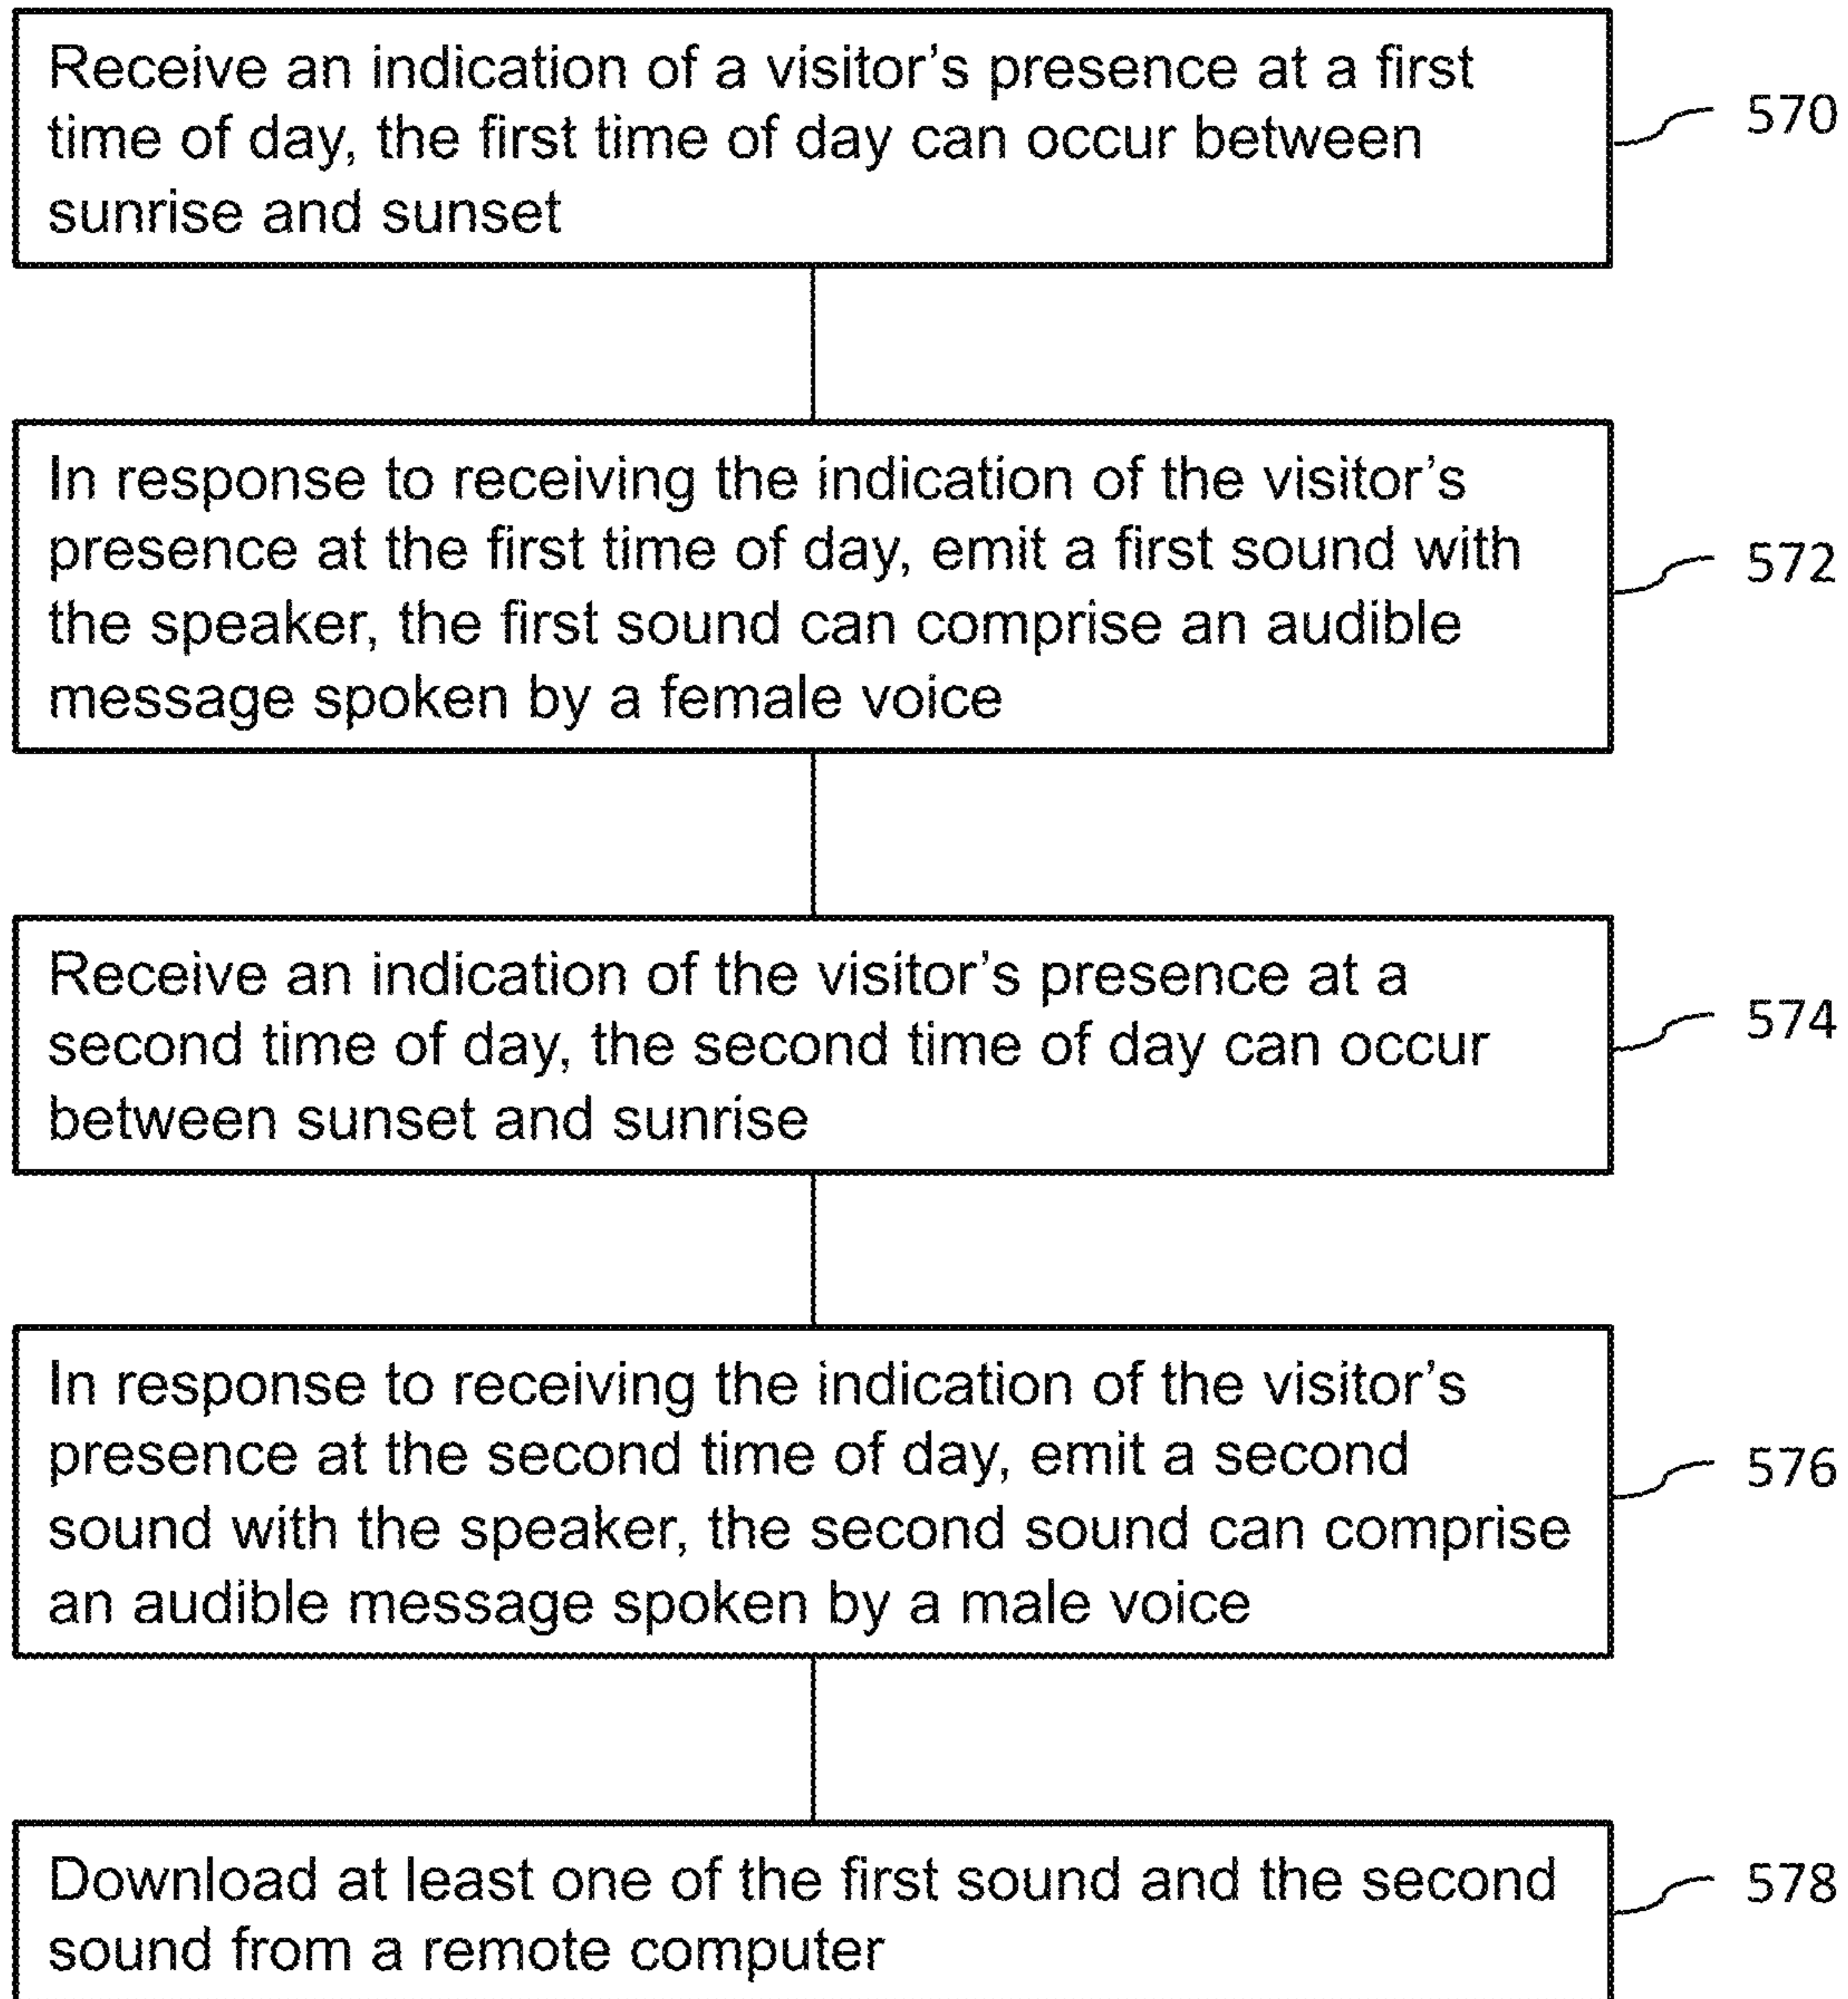 Receive an indication of a visitor's presence at a first
time of day, the first time of day can occur between
sunrise and sunset
570
In response to receiving the indication of the visitor's
presence at the first time of day, emit a first sound with
the speaker, the first sound can comprise an audible
message spoken by a female voice
572
Receive an indication of the visitor's presence at a
second time of day, the second time of day can occur
between sunset and sunrise
574
In response to receiving the indication of the visitor's
presence at the second time of day, emit a second
sound with the speaker, the second sound can comprise
an audible message spoken by a male voice
576
Download at least one of the first sound and the second
sound from a remote computer
578